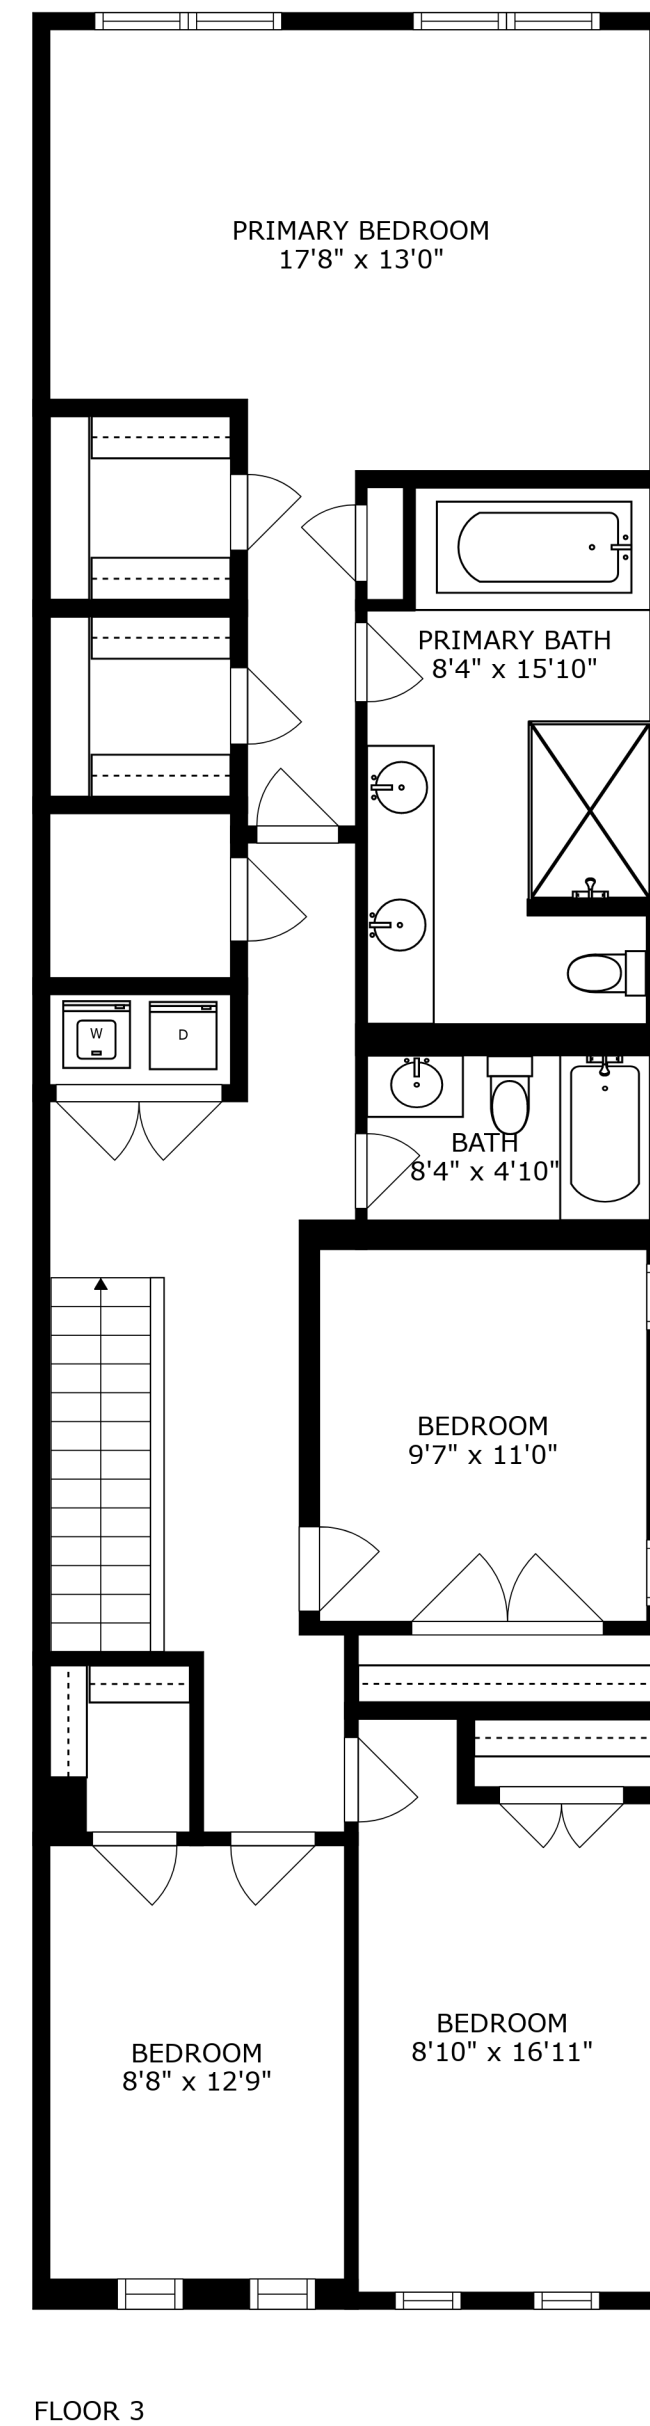 PRIMARY BEDROOM
17'8" x 13'0"
PRIMARY BATH
8'4" x 15'10"
W
D
BATH
8'4" x 4'10"
BEDROOM
9'7" x 11'0"
BEDROOM
8'10" x 16'11"
BEDROOM
8'8" x 12'9"
FLOOR 3